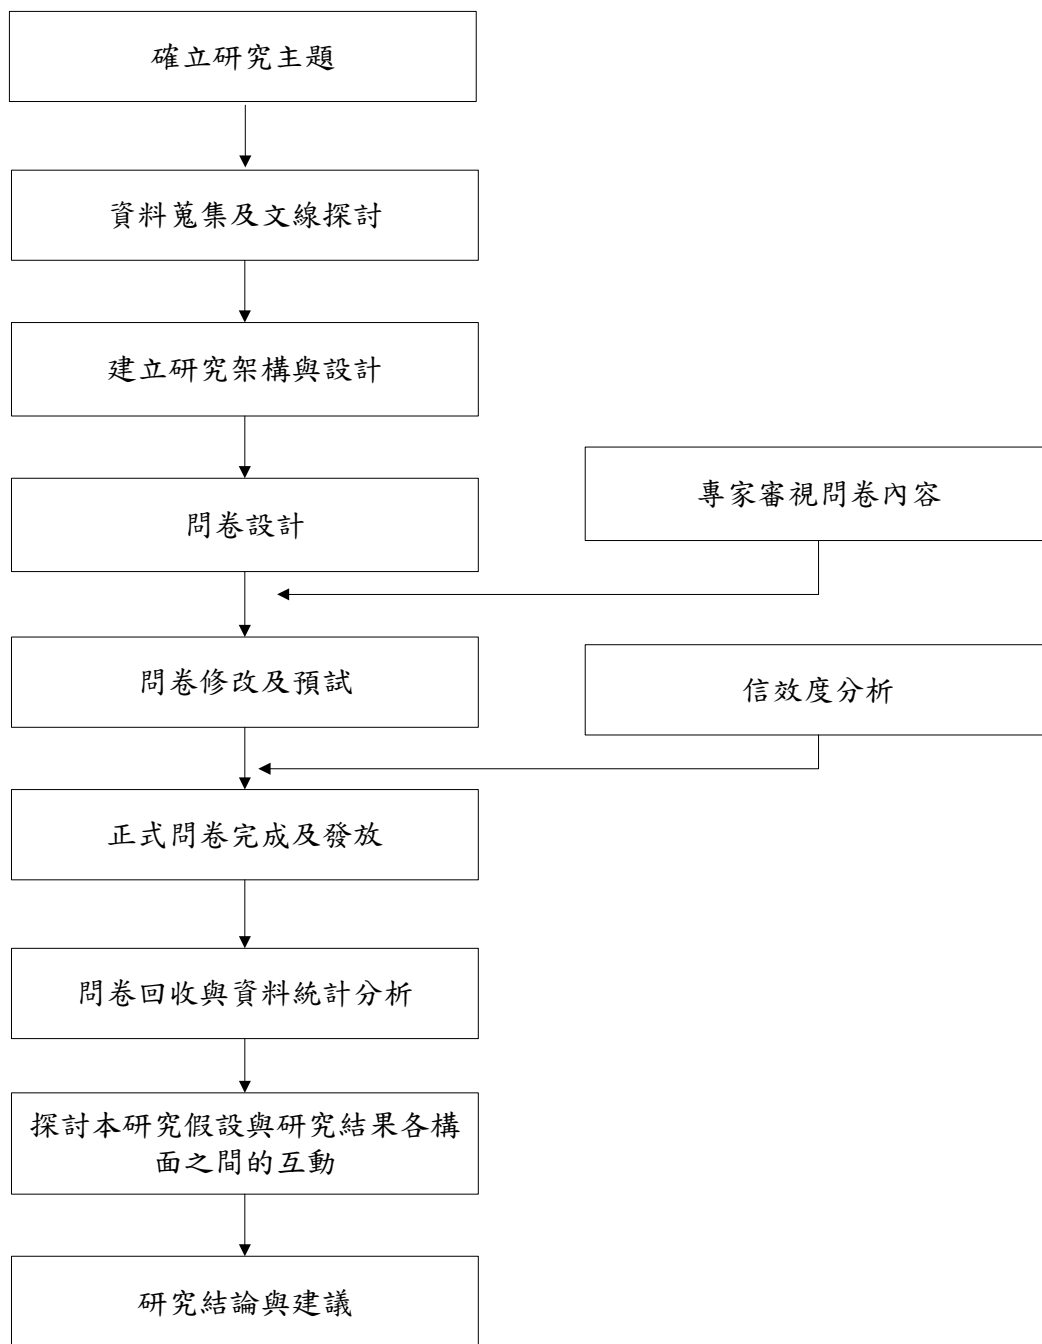 確立研究主題
資料蒐集及文線探討
建立研究架構與設計
專家審視問卷內容
問卷設計
問卷修改及預試
信效度分析
正式問卷完成及發放
問卷回收與資料統計分析
探討本研究假設與研究結果各構
面之間的互動
研究結論與建議